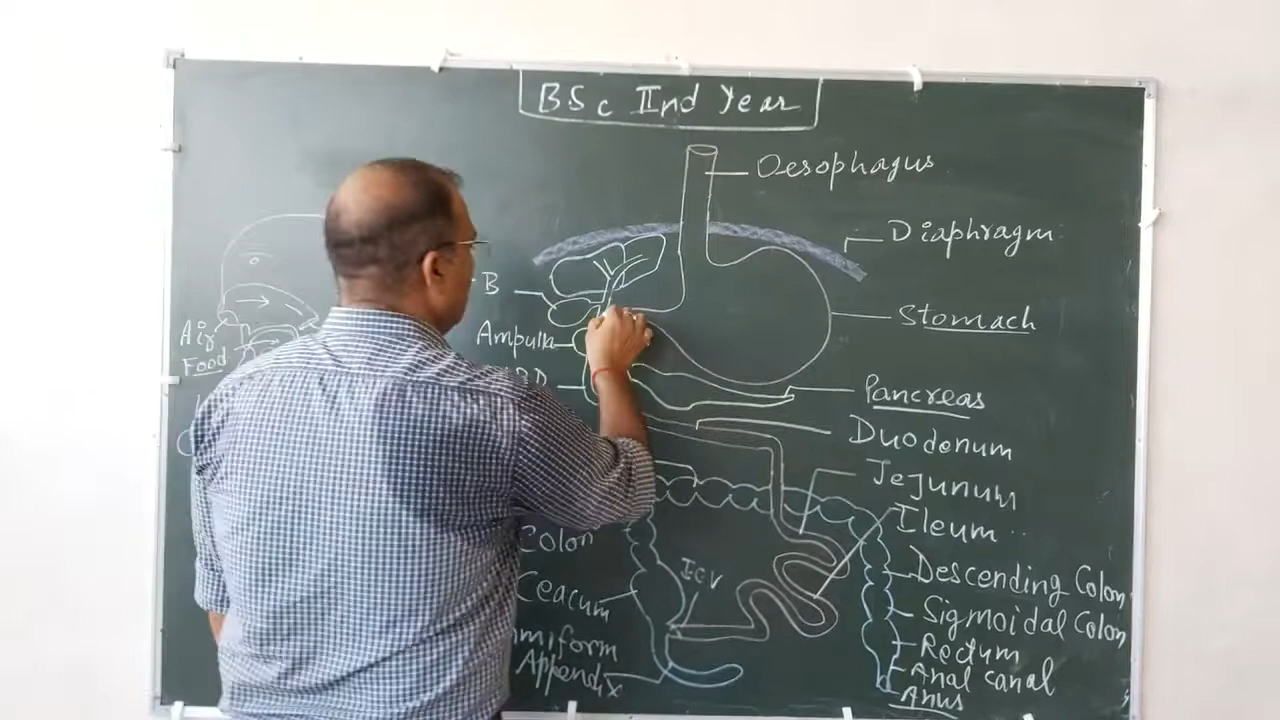 BSc IInd Year
Oesophagus
Diaphragm
Stomach
Pancreas
Duodenum
Jejunum
Ileum
Descending Colon
Sigmoidal Colon
Rectum
Anal canal
Anus
B
Ampulla
Air
Food
Colon
Ceacum
ICV
Appendix